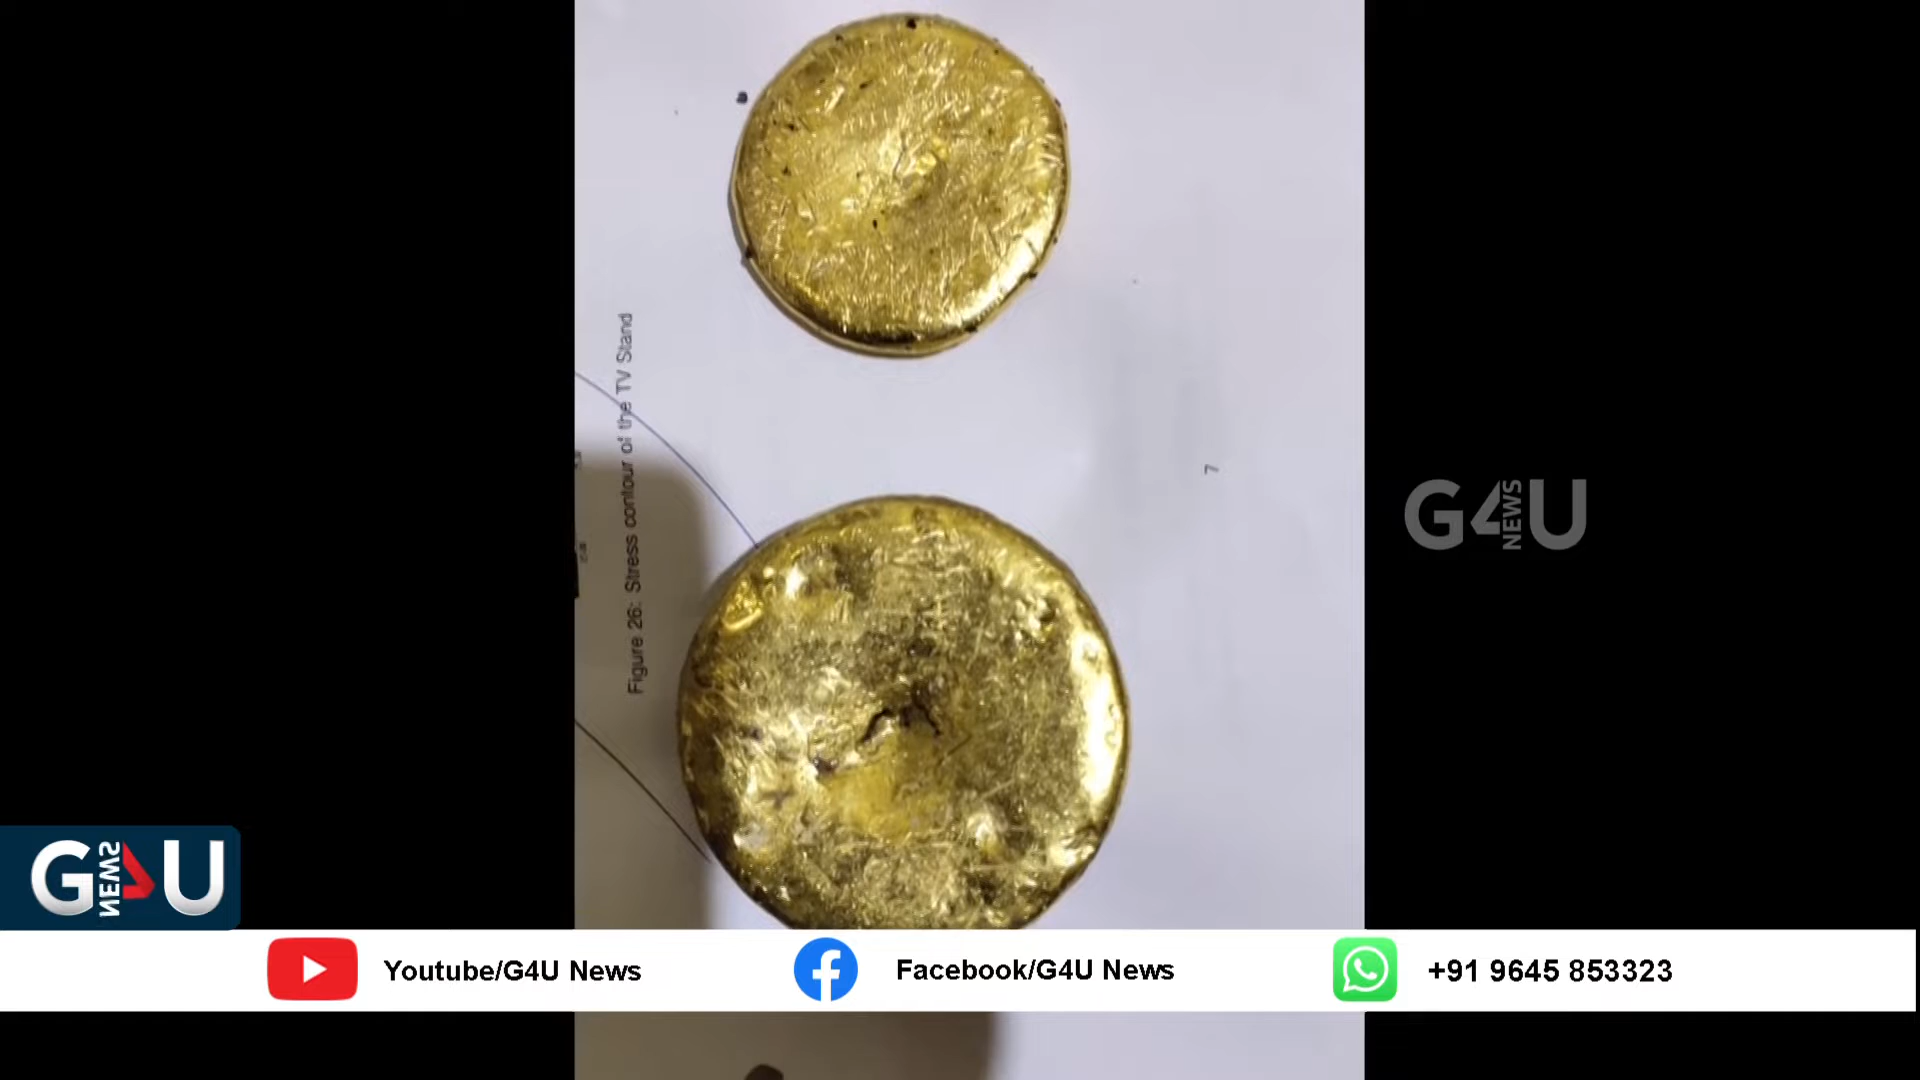 Figure 26: Stress contour of the TV Stand
7
G4U
NEWS
G4U
NEWS
Youtube/G4U News
Facebook/G4U News
+91 9645 853323